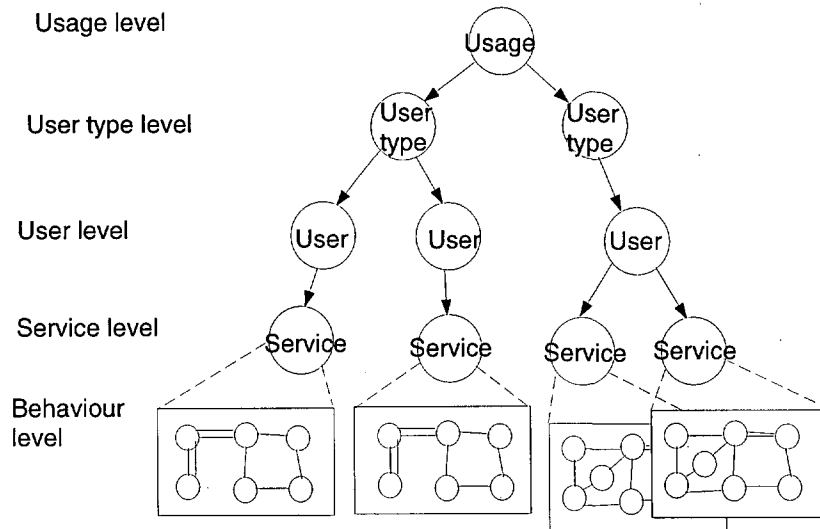 Usage level
Usage
User type level
User
type
User
type
User level
User
User
User
Service level
Service
Service
Service
Service
Behaviour
level